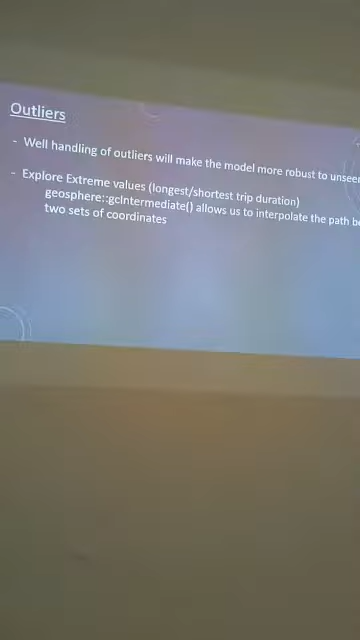 Outliers
- Well handling of outliers will make the model more robust to unseen
- Explore Extreme values (longest/shortest trip duration)
geosphere::gcIntermediate() allows us to interpolate the path
two sets of coordinates